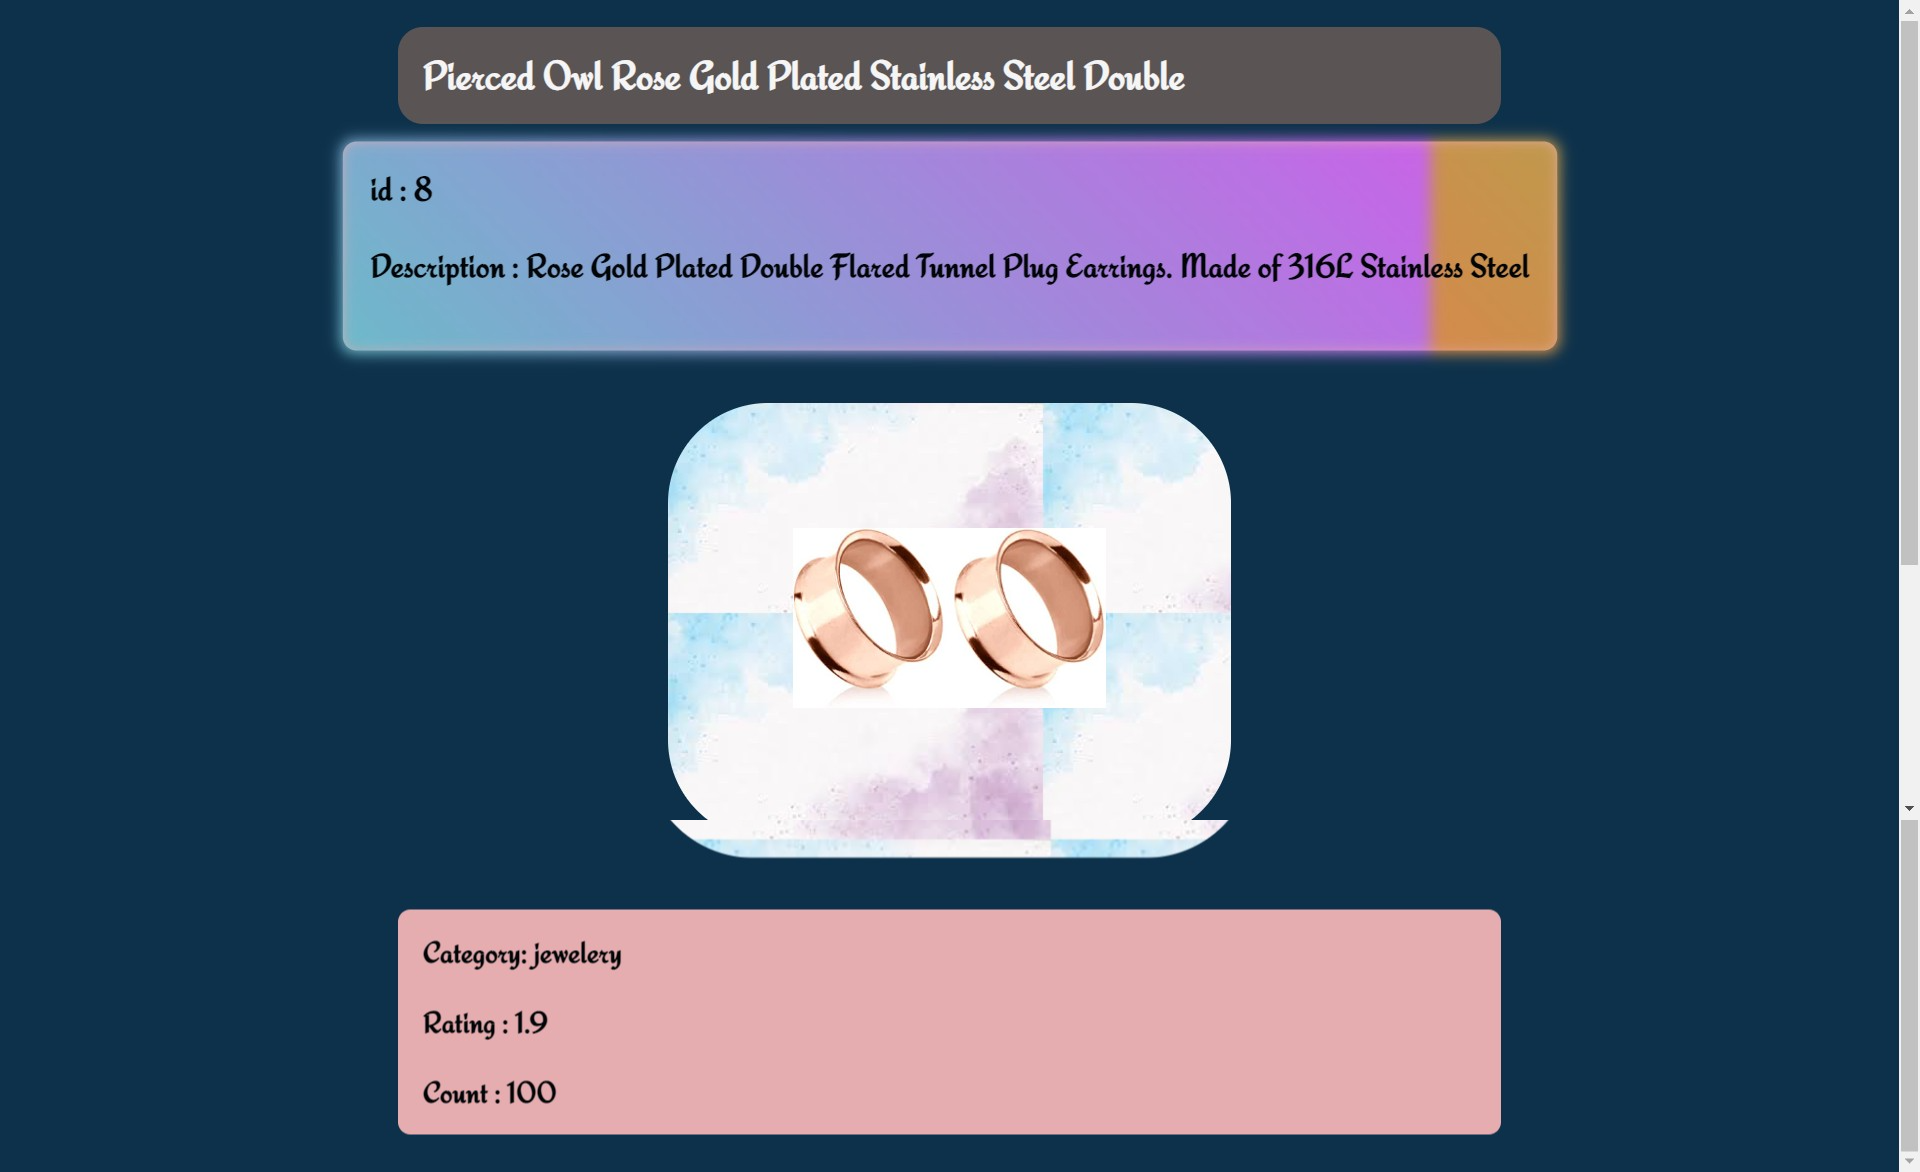 Pierced Owl Rose Gold Plated Stainless Steel Double
id : 8
Description : Rose Gold Plated Double Flared Tunnel Plug Earrings. Made of 316L Stainless Steel
Category: jewelery
Rating : 1.9
Count : 100